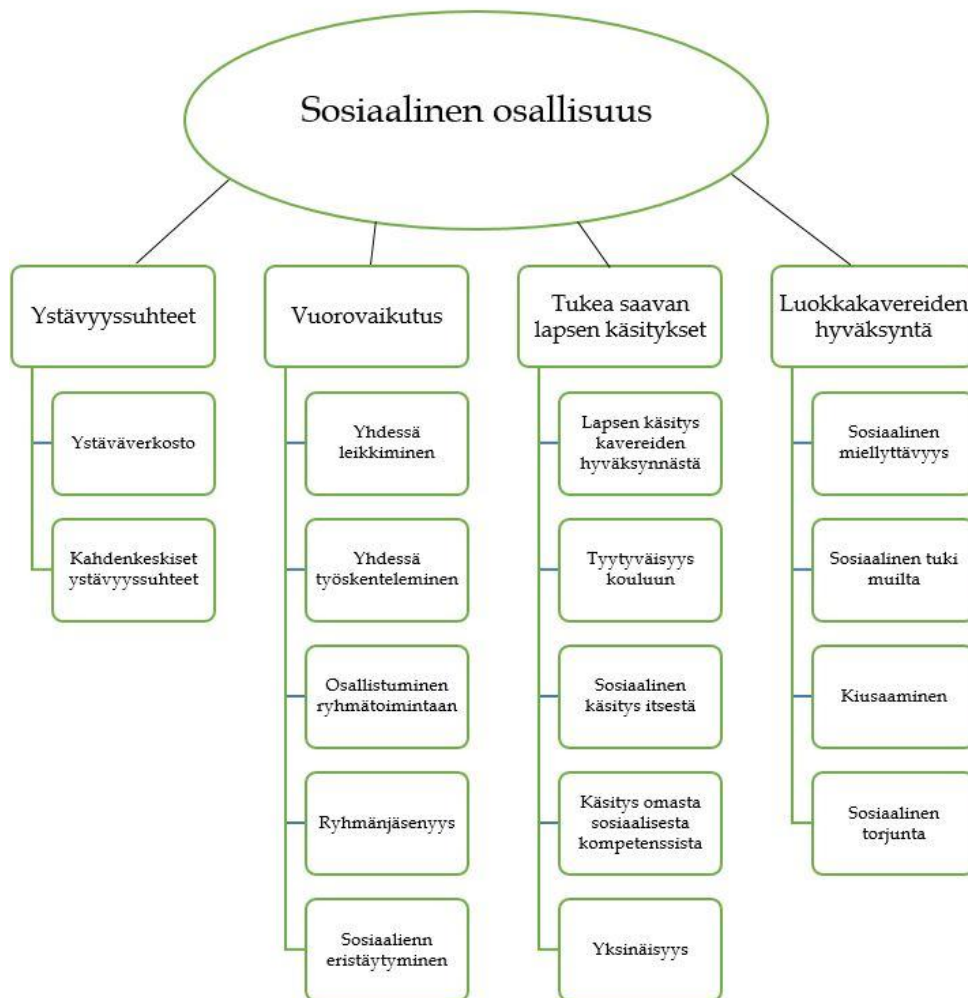 Sosiaalinen osallisuus
Ystävyyssuhteet
Ystäväverkosto
Kahdenkeskiset
ystävyyssuhteet
Vuorovaikutus
Yhdessä
leikkiminen
Yhdessä
työskenteleminen
Osallistuminen
ryhmätoimintaan
Ryhmänjäsenyys
Sosiaalienn
eristäytyminen
Tukea saavan
lapsen käsitykset
Lapsen käsitys
kavereiden
hyväksynnästä
Tyytyväisyys
kouluun
Sosiaalinen
käsitys itsestä
Käsitys omasta
sosiaalisesta
kompetenssista
Yksinäisyys
Luokkakavereiden
hyväksyntä
Sosiaalinen
miellyttävyys
Sosiaalinen tuki
muilta
Kiusaaminen
Sosiaalinen
torjunta